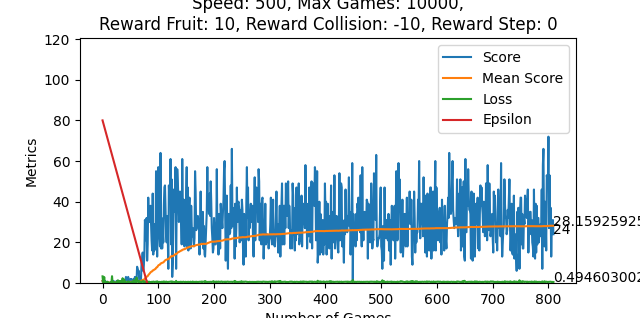 Speed: 500, Max Games: 10000,
Reward Fruit: 10, Reward Collision: -10, Reward Step: 0
120
100
80
60
40
20
0
Metrics
Score
Mean Score
Loss
Epsilon
28.15925925
24
0.494603002
0 100 200 300 400 500 600 700 800
Number of Games